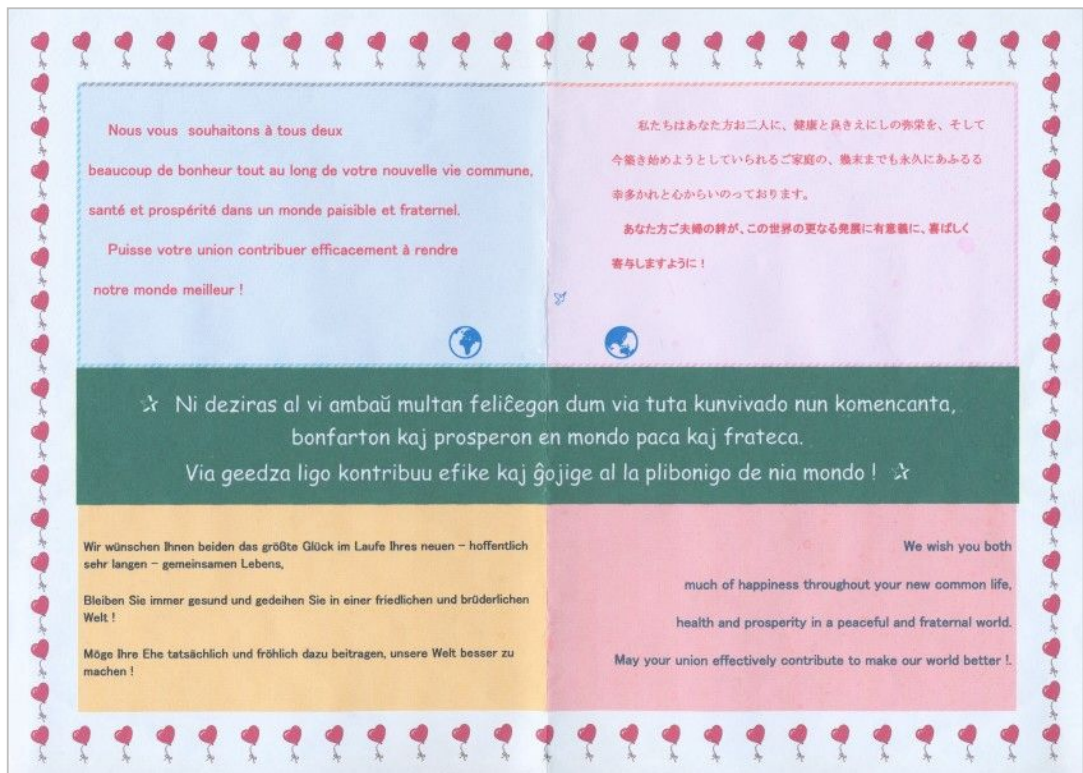 Nous vous souhaitons à tous deux
beaucoup de bonheur tout au long de votre nouvelle vie commune,
santé et prospérité dans un monde paisible et fraternel.
Puisse votre union contribuer efficacement à rendre
notre monde meilleur !
私たちはあなた方お二人に、健康と良きえにしの弥栄を、そして
今築き始めようとしていられるご家庭の、幾末までも永久にあふるる
幸多かれと心からいのっております。
あなた方ご夫婦の絆が、この世界の更なる発展に有意義に、喜ばしく
寄与しますように！
✰ Ni deziras al vi ambaŭ multan feliĉegon dum via tuta kunvivado nun komencanta,
bonfarton kaj prosperon en mondo paca kaj frateca.
Via geedza ligo kontribuu efike kaj ĝojige al la plibonigo de nia mondo ! ✰
Wir wünschen Ihnen beiden das größte Glück im Laufe Ihres neuen – hoffentlich
sehr langen – gemeinsamen Lebens,
Bleiben Sie immer gesund und gedeihen Sie in einer friedlichen und brüderlichen
Welt !
Möge Ihre Ehe tatsächlich und fröhlich dazu beitragen, unsere Welt besser zu
machen !
We wish you both
much of happiness throughout your new common life,
health and prosperity in a peaceful and fraternal world.
May your union effectively contribute to make our world better !.